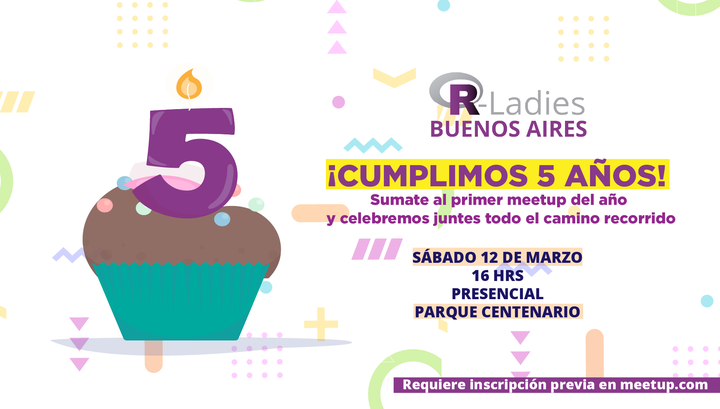 5
R-Ladies
BUENOS AIRES
¡CUMPLIMOS 5 AÑOS!
Sumate al primer meetup del año
y celebremos juntes todo el camino recorrido
SÁBADO 12 DE MARZO
16 HRS
PRESENCIAL
PARQUE CENTENARIO
Requiere inscripción previa en meetup.com